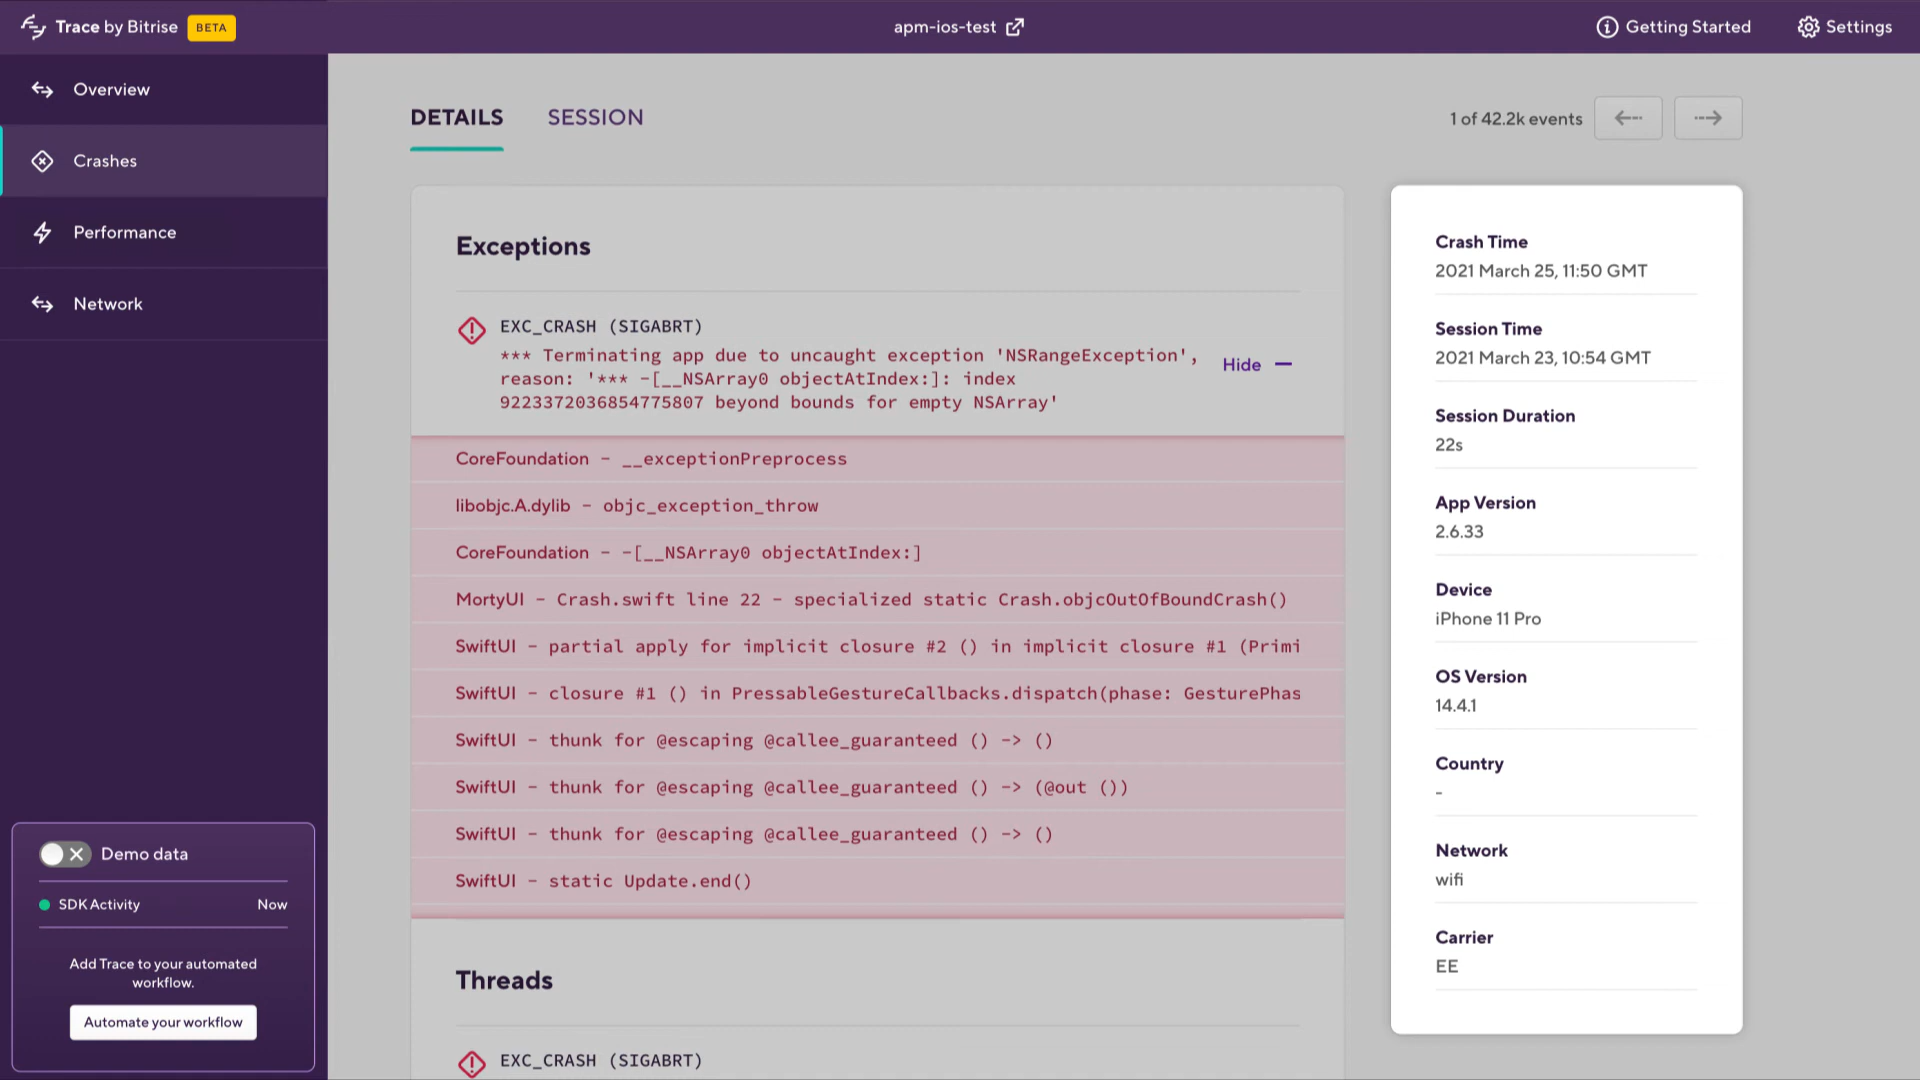 Trace by Bitrise BETA
apm-ios-test
Getting Started
Settings
Overview
Crashes
Performance
Network
Demo data
SDK Activity Now
Add Trace to your automated
workflow.
Automate your workflow
DETAILS SESSION
1 of 42.2k events
Exceptions
EXC_CRASH (SIGABRT)
*** Terminating app due to uncaught exception 'NSRangeException',
reason: '*** -[__NSArray0 objectAtIndex:]: index
9223372036854775807 beyond bounds for empty NSArray'
Hide
CoreFoundation - __exceptionPreprocess
libobjc.A.dylib - objc_exception_throw
CoreFoundation - -[__NSArray0 objectAtIndex:]
MortyUI - Crash.swift line 22 - specialized static Crash.objcOutOfBoundCrash()
SwiftUI - partial apply for implicit closure #2 () in implicit closure #1 (Primi
SwiftUI - closure #1 () in PressableGestureCallbacks.dispatch(phase: GesturePhas
SwiftUI - thunk for @escaping @callee_guaranteed () -> ()
SwiftUI - thunk for @escaping @callee_guaranteed () -> (@out ())
SwiftUI - thunk for @escaping @callee_guaranteed () -> ()
SwiftUI - static Update.end()
Threads
EXC_CRASH (SIGABRT)
Crash Time
2021 March 25, 11:50 GMT
Session Time
2021 March 23, 10:54 GMT
Session Duration
22s
App Version
2.6.33
Device
iPhone 11 Pro
OS Version
14.4.1
Country
-
Network
wifi
Carrier
EE